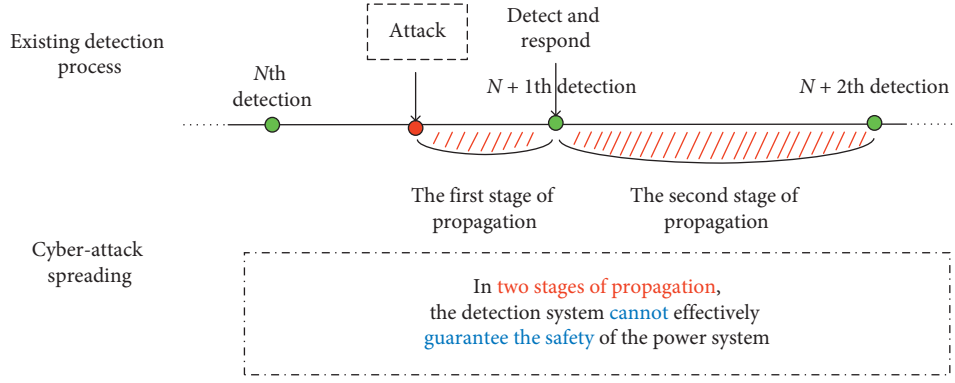 Existing detection
process
Attack
Detect and
respond
Nth
detection
N + 1th detection
N + 2th detection
The first stage of
propagation
The second stage of
propagation
Cyber-attack
spreading
In two stages of propagation,
the detection system cannot effectively
guarantee the safety of the power system